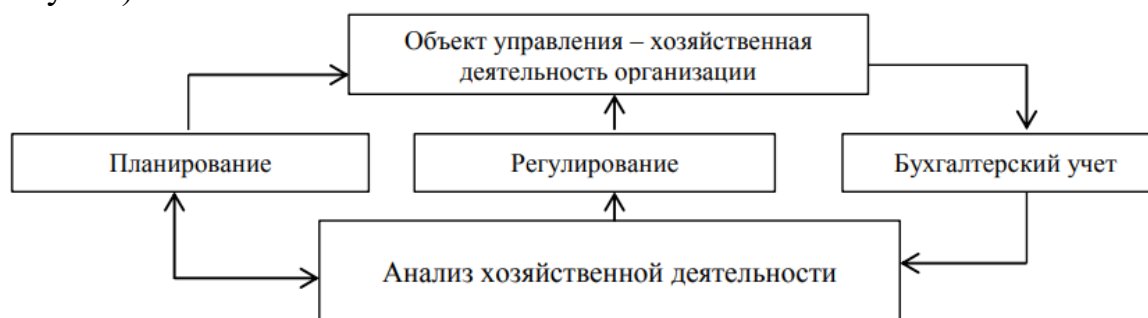 Объект управления – хозяйственная
деятельность организации
Планирование
Регулирование
Бухгалтерский учет
Анализ хозяйственной деятельности